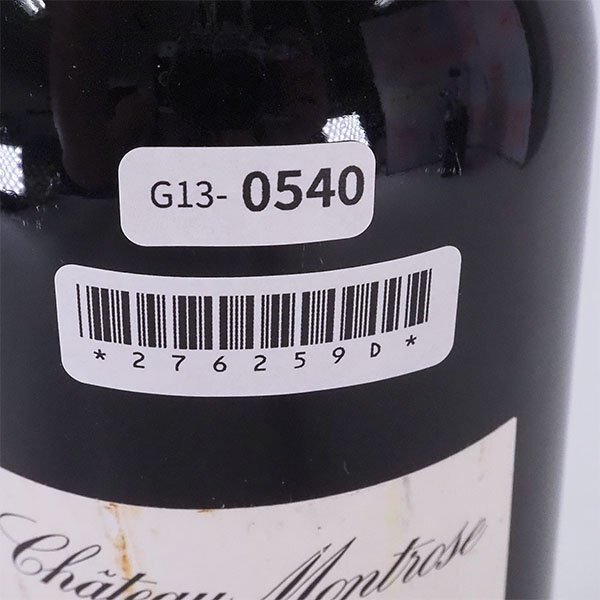 G13- 0540
*276259D*
Château Montrose